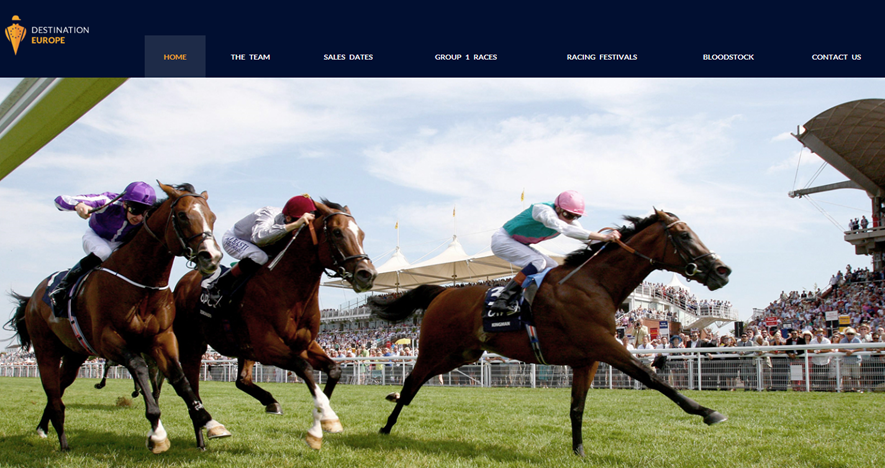 DESTINATION
EUROPE
HOME THE TEAM SALES DATES GROUP 1 RACES RACING FESTIVALS BLOODSTOCK CONTACT US